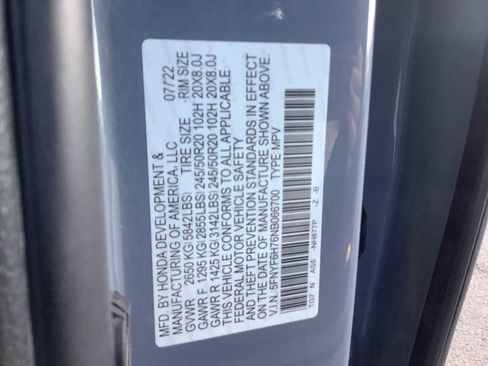 MFD. BY HONDA DEVELOPMENT & 07/22
MANUFACTURING OF AMERICA, LLC
GVWR 2650 KG(5842LBS) TIRE SIZE RIM SIZE
GAWR F 1295 KG(2855LBS) 245/50R20 102H 20X8.0J
GAWR R 1425 KG(3142LBS) 245/50R20 102H 20X8.0J
THIS VEHICLE CONFORMS TO ALL APPLICABLE
FEDERAL MOTOR VEHICLE SAFETY
AND THEFT PREVENTION STANDARDS IN EFFECT
ON THE DATE OF MANUFACTURE SHOWN ABOVE.
V.I.N.:5FNYF6H76NB066700 TYPE:MPV
TG7 N AS5 -NH877P -Z -B